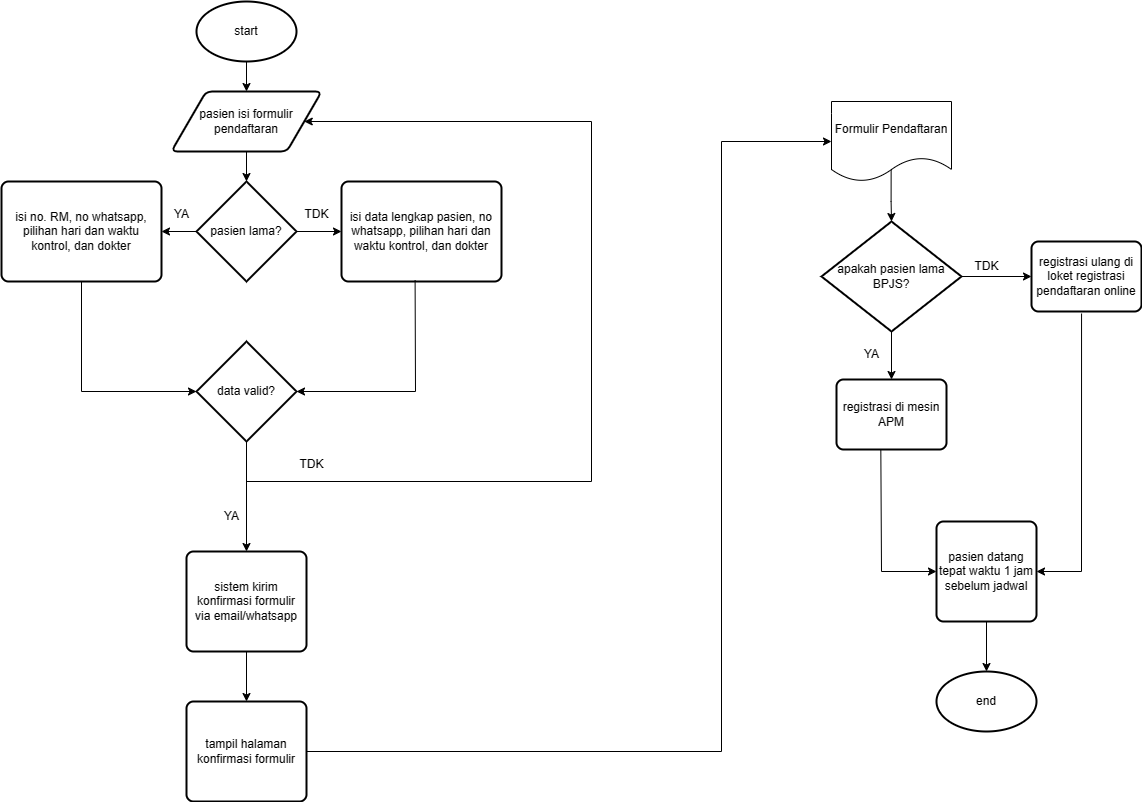 start
pasien isi formulir
pendaftaran
YA
pasien lama?
TDK
isi no. RM, no whatsapp,
pilihan hari dan waktu
kontrol, dan dokter
isi data lengkap pasien, no
whatsapp, pilihan hari dan
waktu kontrol, dan dokter
data valid?
TDK
YA
sistem kirim
konfirmasi formulir
via email/whatsapp
tampil halaman
konfirmasi formulir
Formulir Pendaftaran
apakah pasien lama
BPJS?
TDK
registrasi ulang di
loket registrasi
pendaftaran online
YA
registrasi di mesin
APM
pasien datang
tepat waktu 1 jam
sebelum jadwal
end